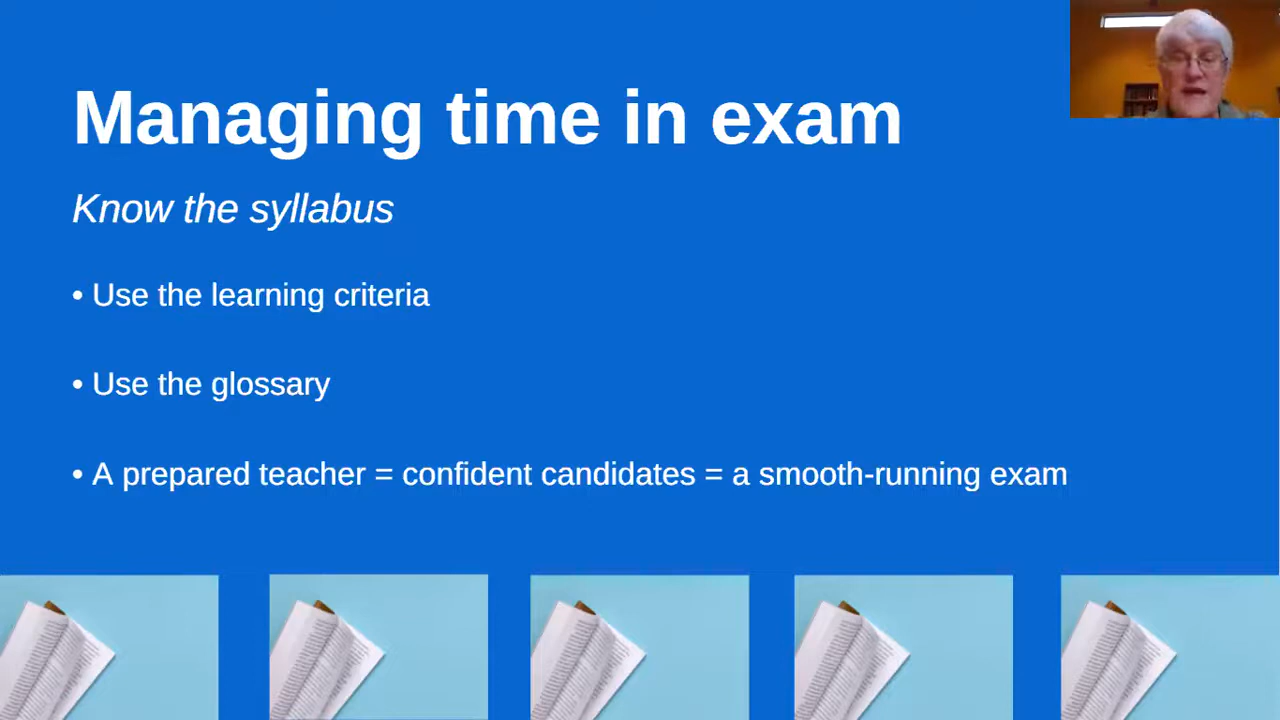 Managing time in exam
Know the syllabus
• Use the learning criteria
• Use the glossary
• A prepared teacher = confident candidates = a smooth-running exam